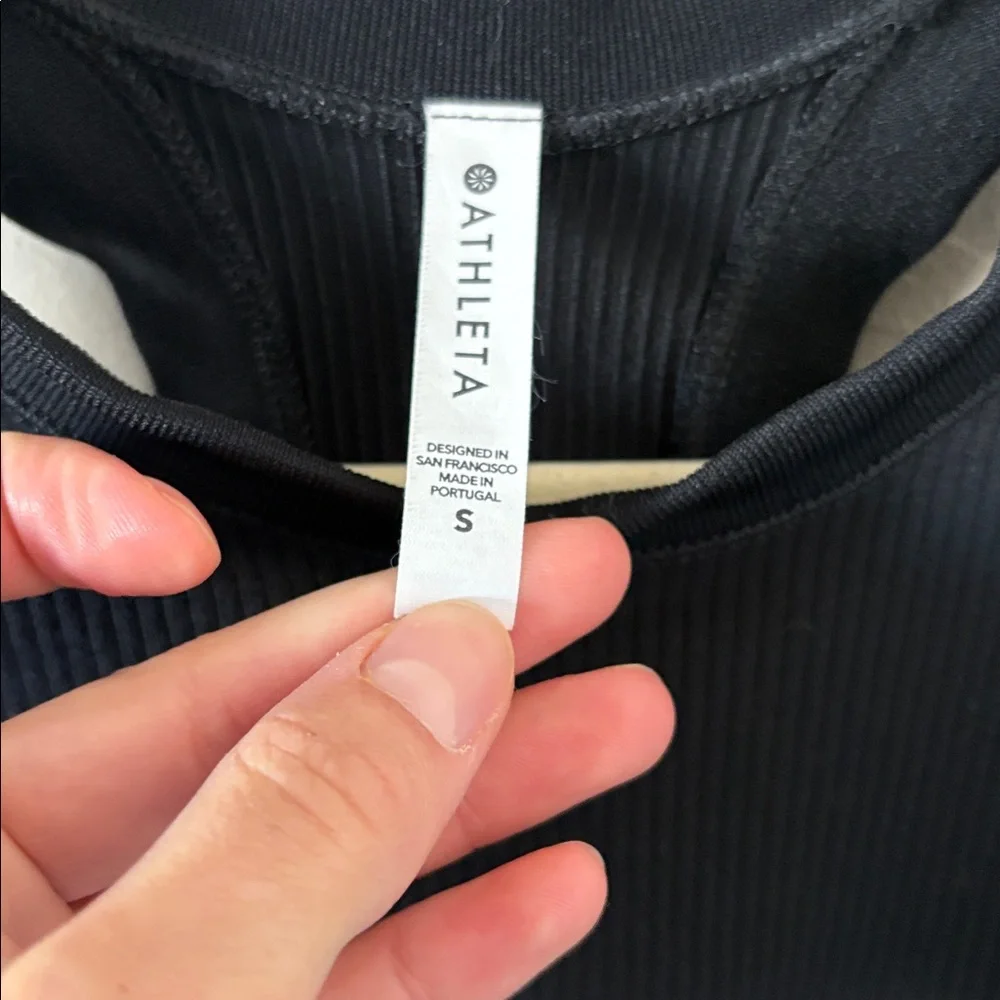 ATHLETA
DESIGNED IN
SAN FRANCISCO
MADE IN
PORTUGAL
S